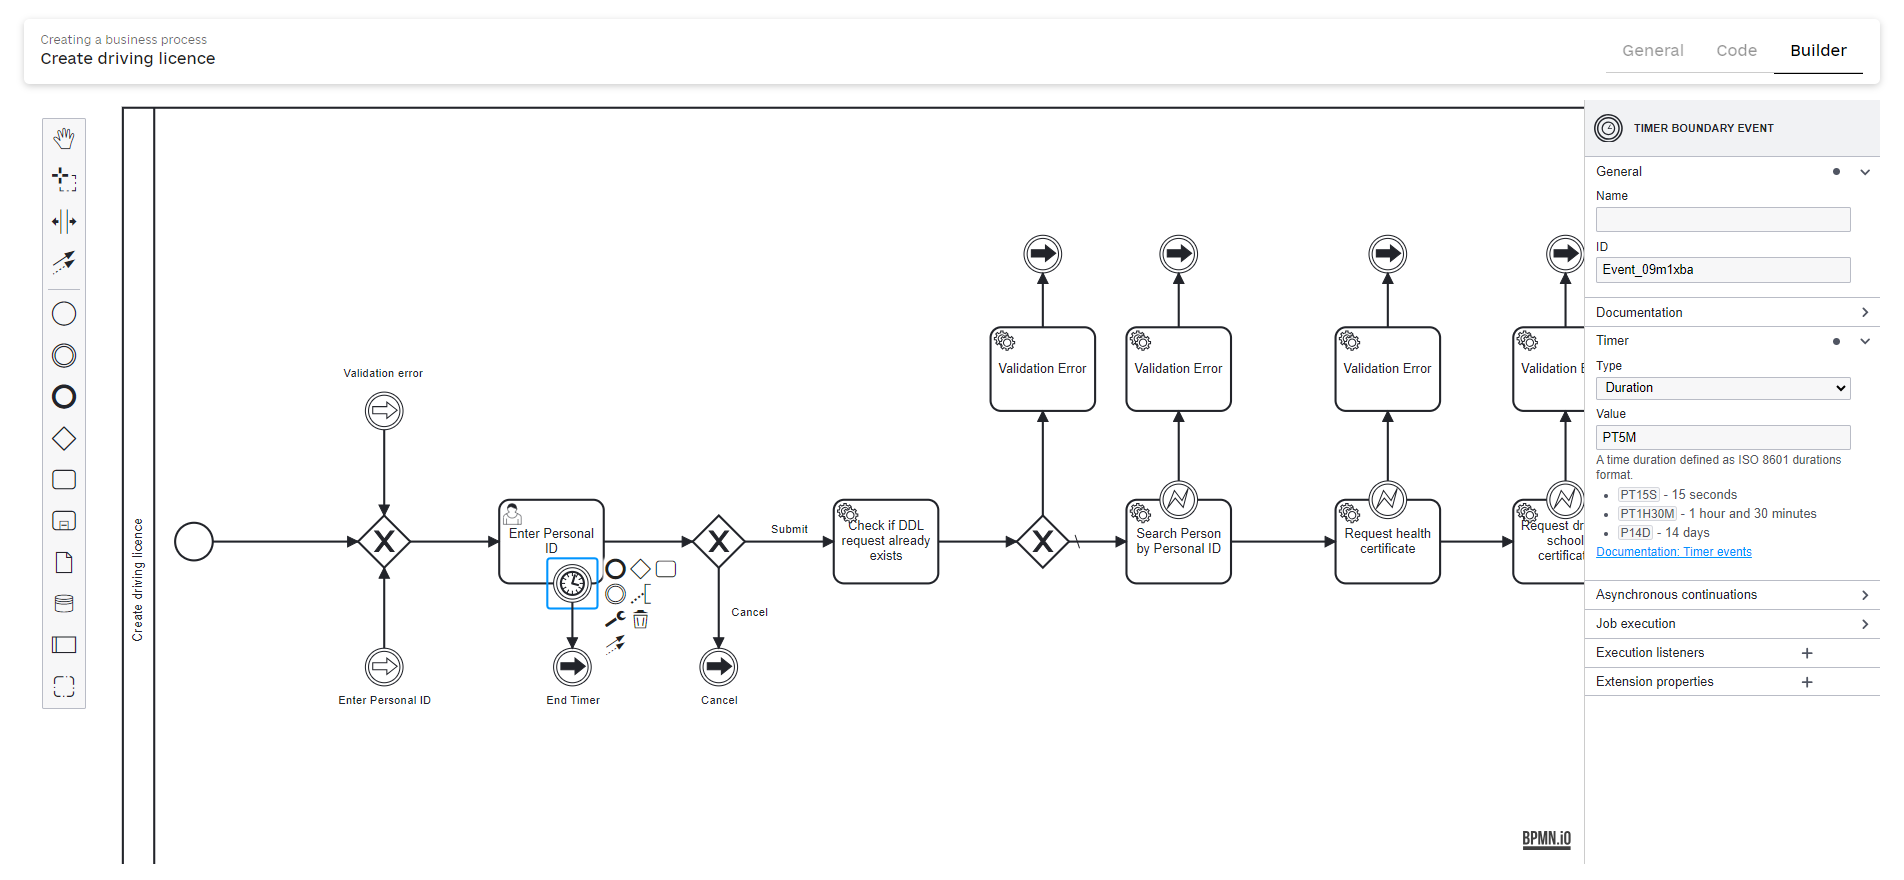 Creating a business process
Create driving licence
General
Code
Builder
Create driving licence
Validation error
Enter Personal ID
Enter Personal
ID
End Timer
Cancel
Cancel
Submit
Check if DDL
request already
exists
Validation Error
Validation Error
Validation Error
Validation E
Search Person
by Personal ID
Request health
certificate
Request dr
school
certificat
BPMN.iO
TIMER BOUNDARY EVENT
General
Name
ID
Event_09m1xba
Documentation
Timer
Type
Duration
Value
PT5M
A time duration defined as ISO 8601 durations
format.
• PT15S - 15 seconds
• PT1H30M - 1 hour and 30 minutes
• P14D - 14 days
Documentation: Timer events
Asynchronous continuations
Job execution
Execution listeners
Extension properties